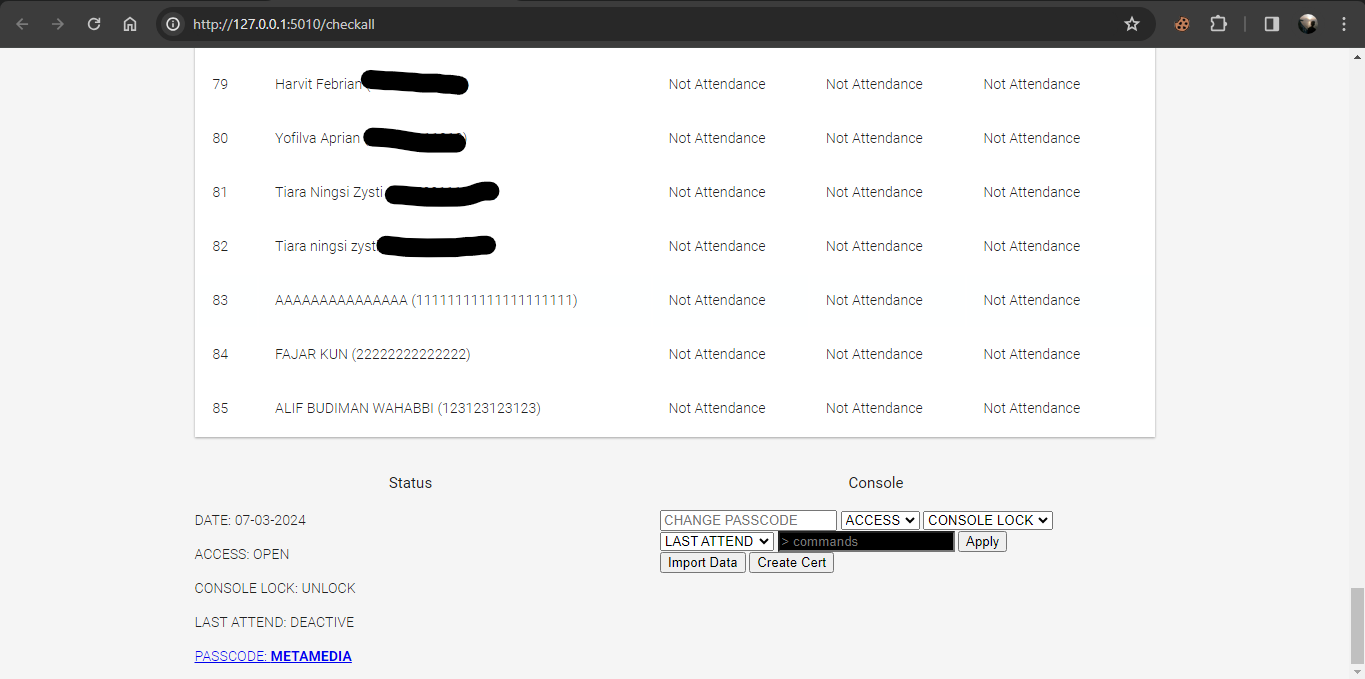 http://127.0.0.1:5010/checkall
79 Harvit Febrian Not Attendance Not Attendance Not Attendance
80 Yofilva Aprian Not Attendance Not Attendance Not Attendance
81 Tiara Ningsi Zysti Not Attendance Not Attendance Not Attendance
82 Tiara ningsi zyst Not Attendance Not Attendance Not Attendance
83 AAAAAAAAAAAAAAA (11111111111111111111) Not Attendance Not Attendance Not Attendance
84 FAJAR KUN (22222222222222) Not Attendance Not Attendance Not Attendance
85 ALIF BUDIMAN WAHABBI (123123123123) Not Attendance Not Attendance Not Attendance
Status
DATE: 07-03-2024
ACCESS: OPEN
CONSOLE LOCK: UNLOCK
LAST ATTEND: DEACTIVE
PASSCODE: METAMEDIA
Console
CHANGE PASSCODE ACCESS CONSOLE LOCK
LAST ATTEND > commands Apply
Import Data Create Cert